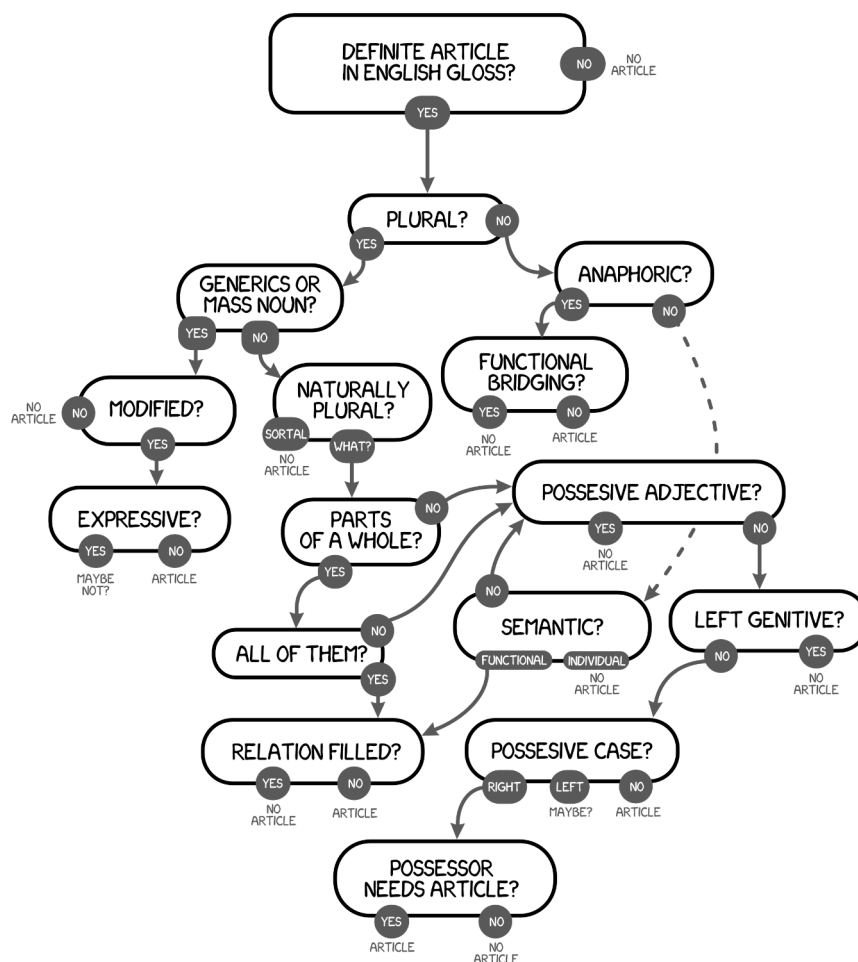 DEFINITE ARTICLE
IN ENGLISH GLOSS?
NO
NO
ARTICLE
YES
PLURAL?
NO
YES
GENERICS OR
MASS NOUN?
YES
NO
ANAPHORIC?
YES
NO
NO
ARTICLE
NO
MODIFIED?
YES
NATURALLY
PLURAL?
SORTAL
WHAT?
NO
ARTICLE
FUNCTIONAL
BRIDGING?
YES
NO
NO
ARTICLE
ARTICLE
EXPRESSIVE?
YES
NO
MAYBE
NOT?
ARTICLE
PARTS
OF A WHOLE?
NO
YES
POSSESIVE ADJECTIVE?
YES
NO
NO
ARTICLE
ALL OF THEM?
NO
YES
NO
SEMANTIC?
FUNCTIONAL
INDIVIDUAL
NO
ARTICLE
LEFT GENITIVE?
NO
YES
NO
ARTICLE
RELATION FILLED?
YES
NO
NO
ARTICLE
ARTICLE
POSSESIVE CASE?
RIGHT
LEFT
NO
MAYBE?
ARTICLE
POSSESSOR
NEEDS ARTICLE?
YES
NO
ARTICLE
NO
ARTICLE